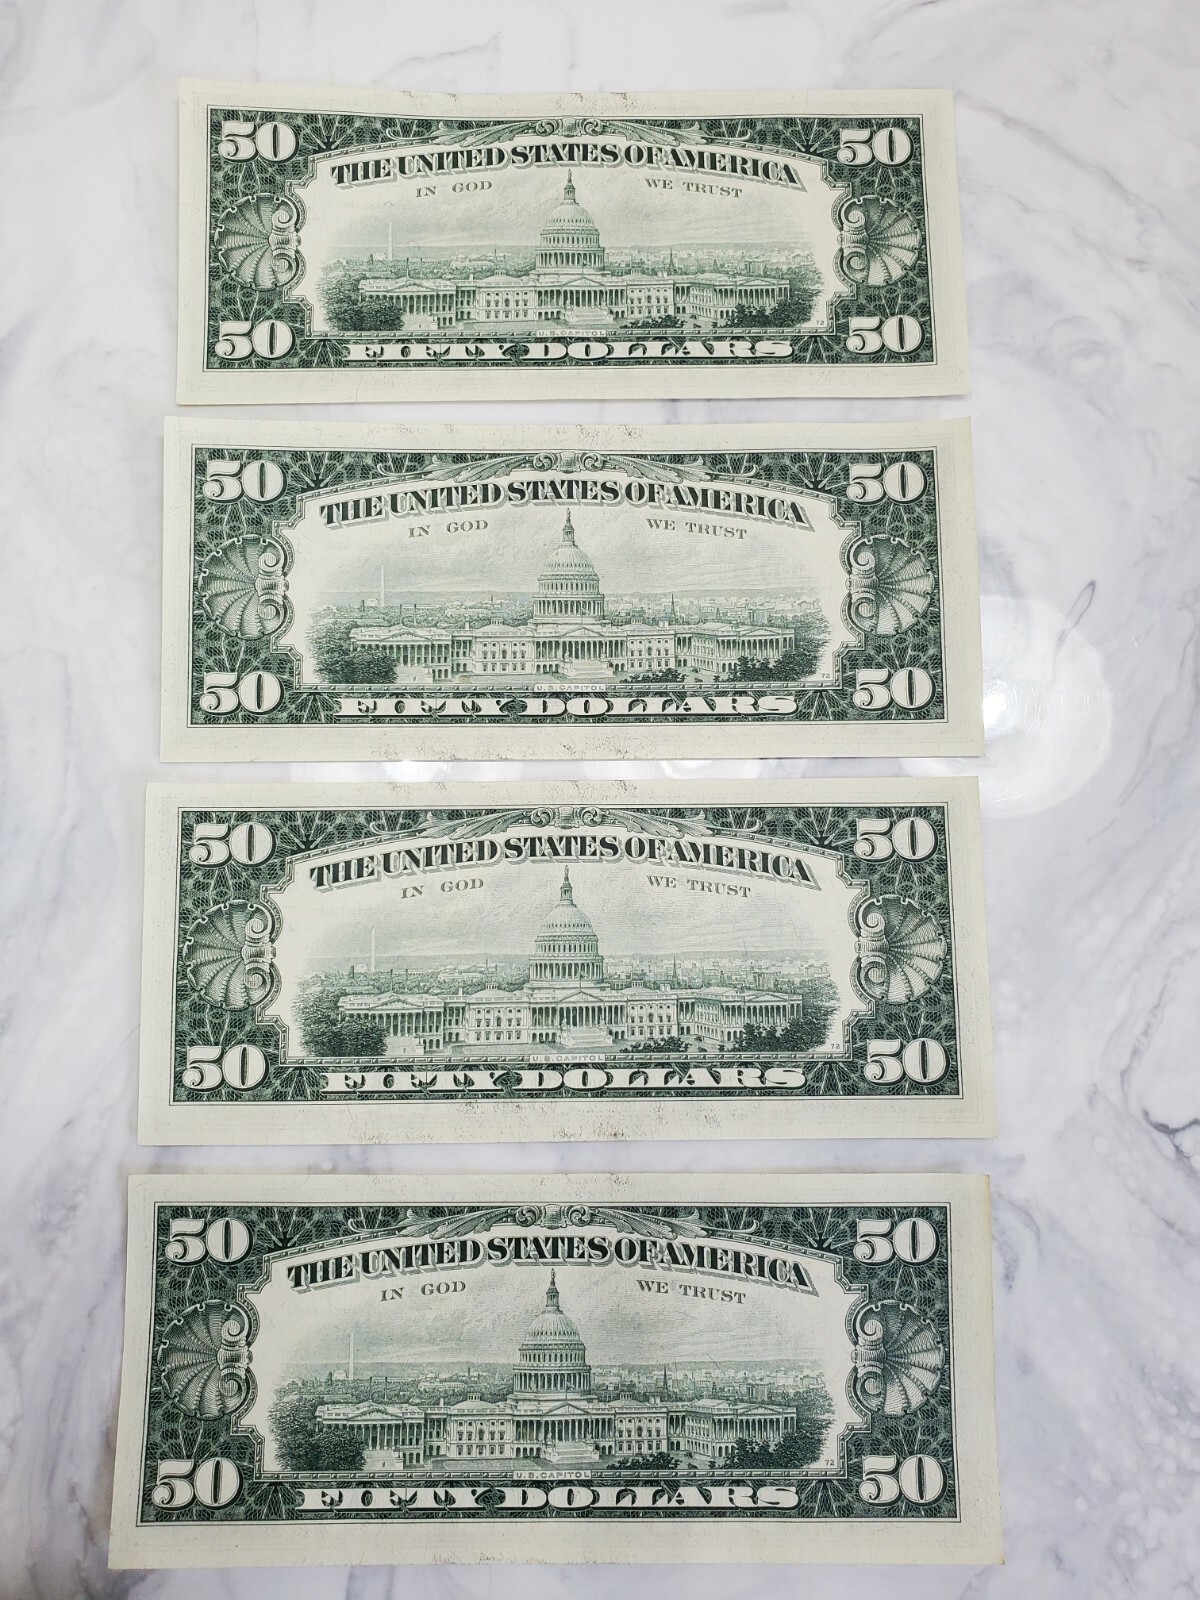 50 50
THE UNITED STATES OF AMERICA
IN GOD WE TRUST
72
U.S. CAPITOL
50 FIFTY DOLLARS 50
50 50
THE UNITED STATES OF AMERICA
IN GOD WE TRUST
72
U.S. CAPITOL
50 FIFTY DOLLARS 50
50 50
THE UNITED STATES OF AMERICA
IN GOD WE TRUST
72
U.S. CAPITOL
50 FIFTY DOLLARS 50
50 50
THE UNITED STATES OF AMERICA
IN GOD WE TRUST
72
U.S. CAPITOL
50 FIFTY DOLLARS 50